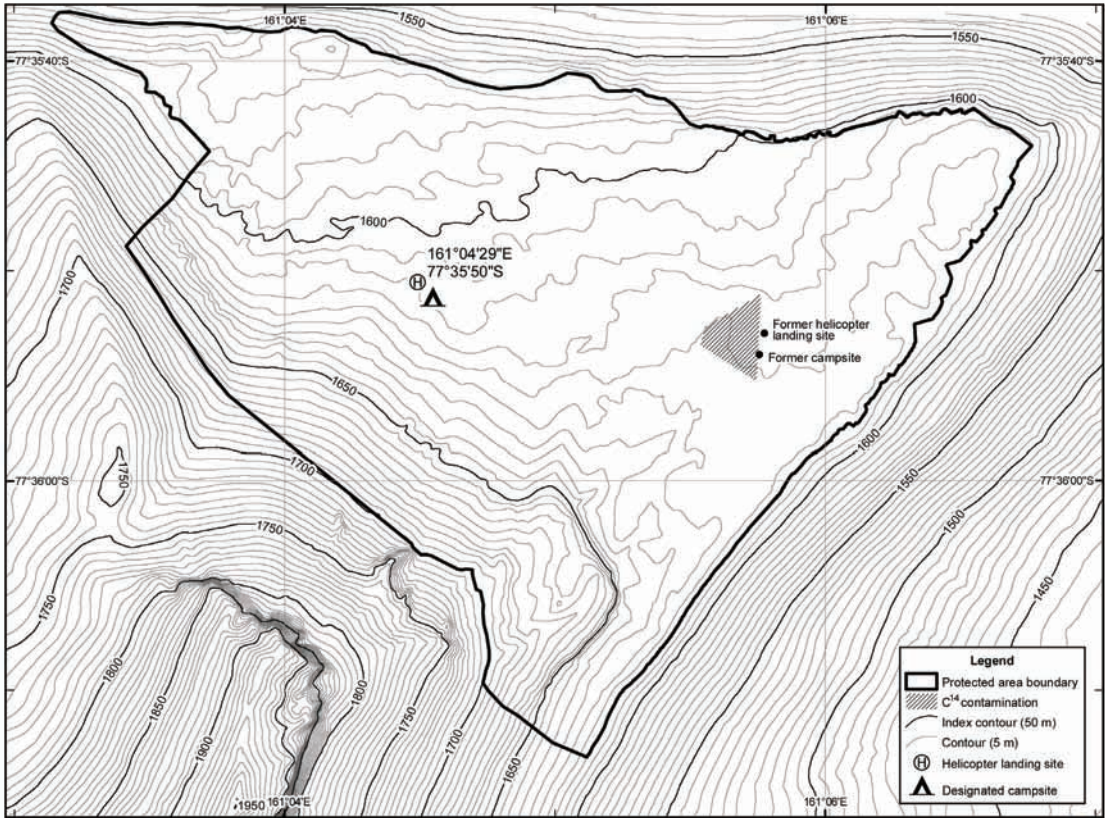 161°04'E
1550
161°06'E
77°35'40"S
1550
77°35'40"S
1600
1600
161°04'29"E
77°35'50"S
H
1700
Former helicopter
landing site
Former campsite
1650
1600
1700
1550
77°36'00"S
1750
77°36'00"S
1750
1500
1750
1450
1800
1800
1850
1750
1700
1900
1650
1950
161°04'E
161°06'E
Legend
Protected area boundary
C14 contamination
Index contour (50 m)
Contour (5 m)
H Helicopter landing site
Designated campsite